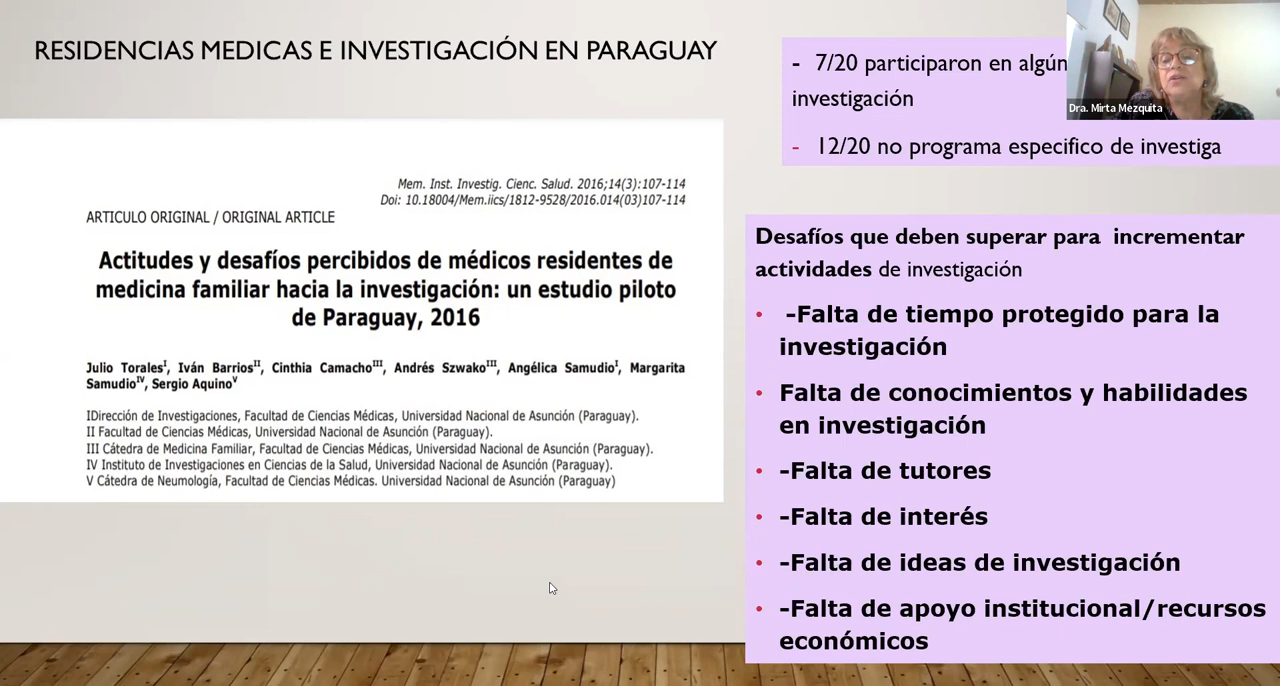 RESIDENCIAS MEDICAS E INVESTIGACIÓN EN PARAGUAY
Mem. Inst. Investig. Cienc. Salud. 2016;14(3):107-114
Doi: 10.18004/Mem.iics/1812-9528/2016.014(03)107-114
ARTICULO ORIGINAL / ORIGINAL ARTICLE
Actitudes y desafíos percibidos de médicos residentes de
medicina familiar hacia la investigación: un estudio piloto
de Paraguay, 2016
Julio Torales^I, Iván Barrios^II, Cinthia Camacho^III, Andrés Szwako^III, Angélica Samudio^I, Margarita
Samudio^IV, Sergio Aquino^V
IDirección de Investigaciones, Facultad de Ciencias Médicas, Universidad Nacional de Asunción (Paraguay).
II Facultad de Ciencias Médicas, Universidad Nacional de Asunción (Paraguay).
III Cátedra de Medicina Familiar, Facultad de Ciencias Médicas, Universidad Nacional de Asunción (Paraguay).
IV Instituto de Investigaciones en Ciencias de la Salud, Universidad Nacional de Asunción (Paraguay).
V Cátedra de Neumología, Facultad de Ciencias Médicas. Universidad Nacional de Asunción (Paraguay)
- 7/20 participaron en algún
investigación
- 12/20 no programa especifico de investiga
Dra. Mirta Mezquita
Desafíos que deben superar para incrementar
actividades de investigación
• -Falta de tiempo protegido para la
investigación
• Falta de conocimientos y habilidades
en investigación
• -Falta de tutores
• -Falta de interés
• -Falta de ideas de investigación
• -Falta de apoyo institucional/recursos
económicos